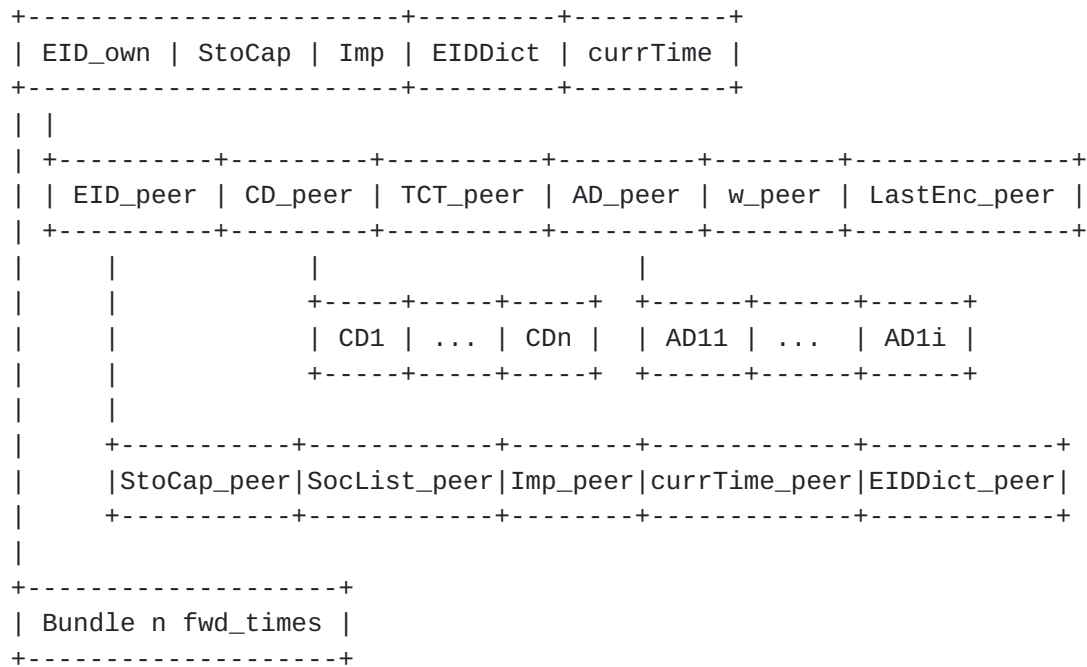 | EID_own | StoCap | Imp | EIDDict | currTime |
| | EID_peer | CD_peer | TCT_peer | AD_peer | w_peer | LastEnc_peer |
| CD1 | ... | CDn | | AD11 | ... | AD1i |
|StoCap_peer|SocList_peer|Imp_peer|currTime_peer|EIDDict_peer|
| Bundle n fwd_times |